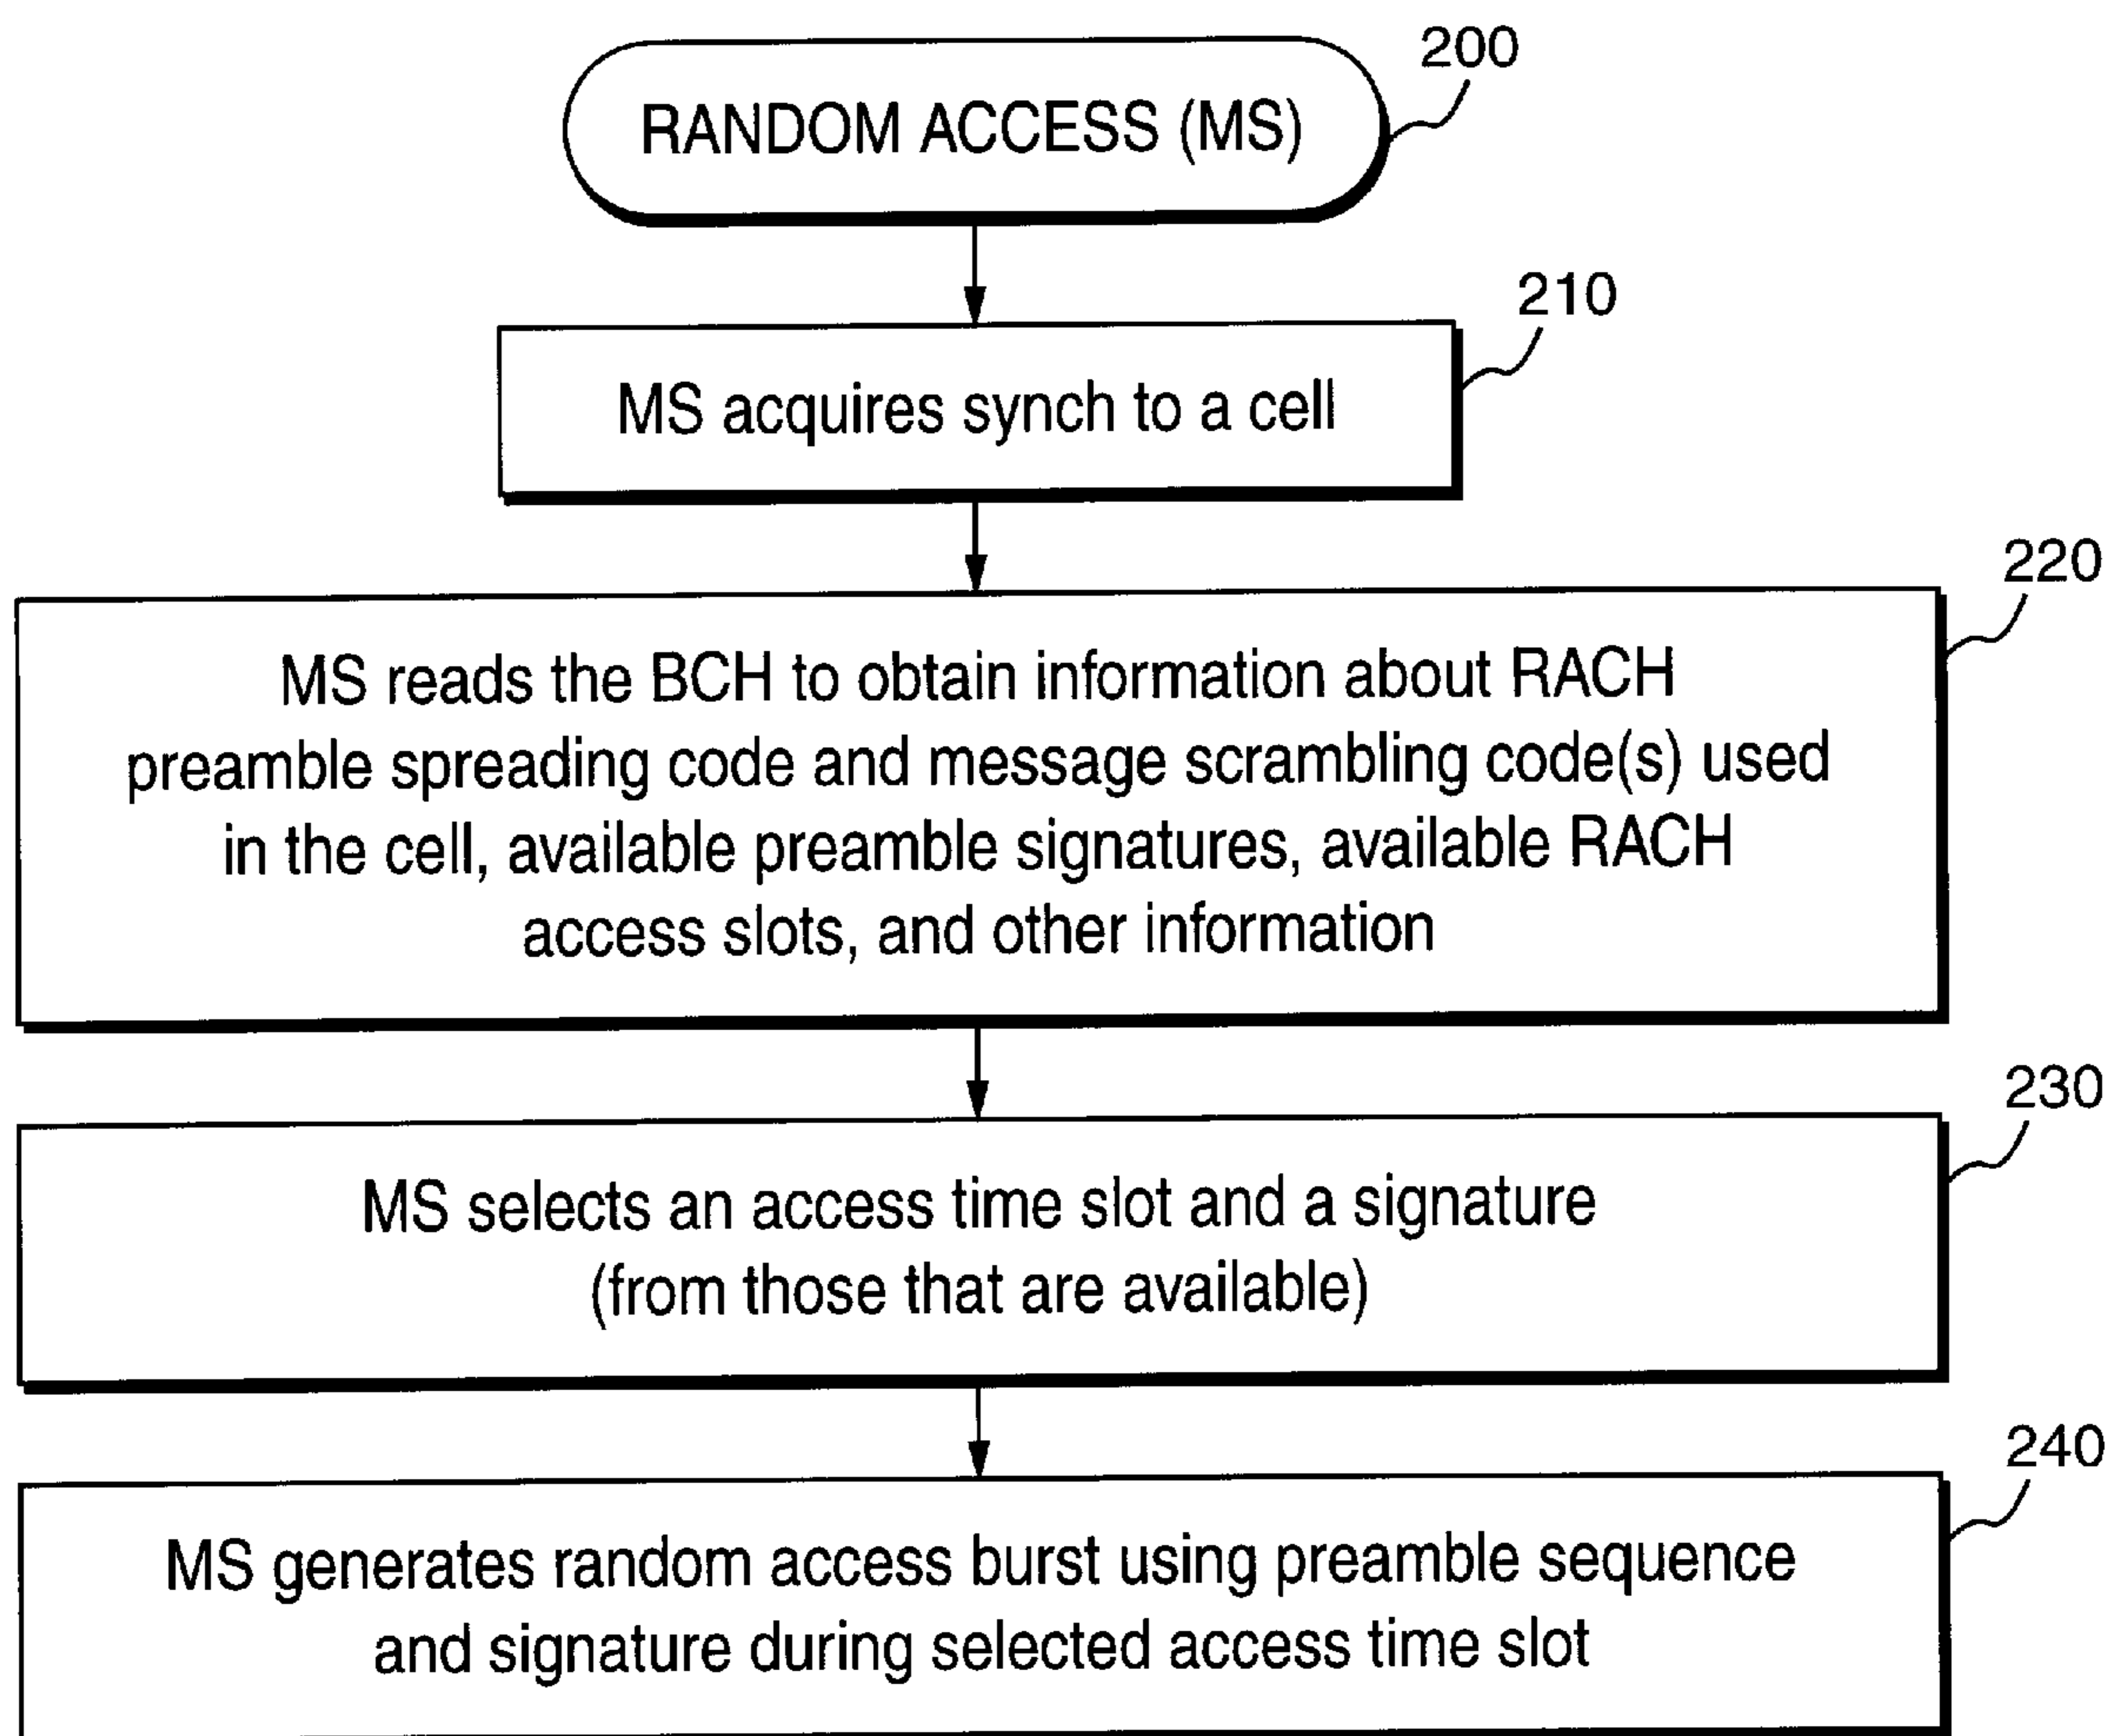 200
RANDOM ACCESS (MS)
210
MS acquires synch to a cell
220
MS reads the BCH to obtain information about RACH
preamble spreading code and message scrambling code(s) used
in the cell, available preamble signatures, available RACH
access slots, and other information
230
MS selects an access time slot and a signature
(from those that are available)
240
MS generates random access burst using preamble sequence
and signature during selected access time slot